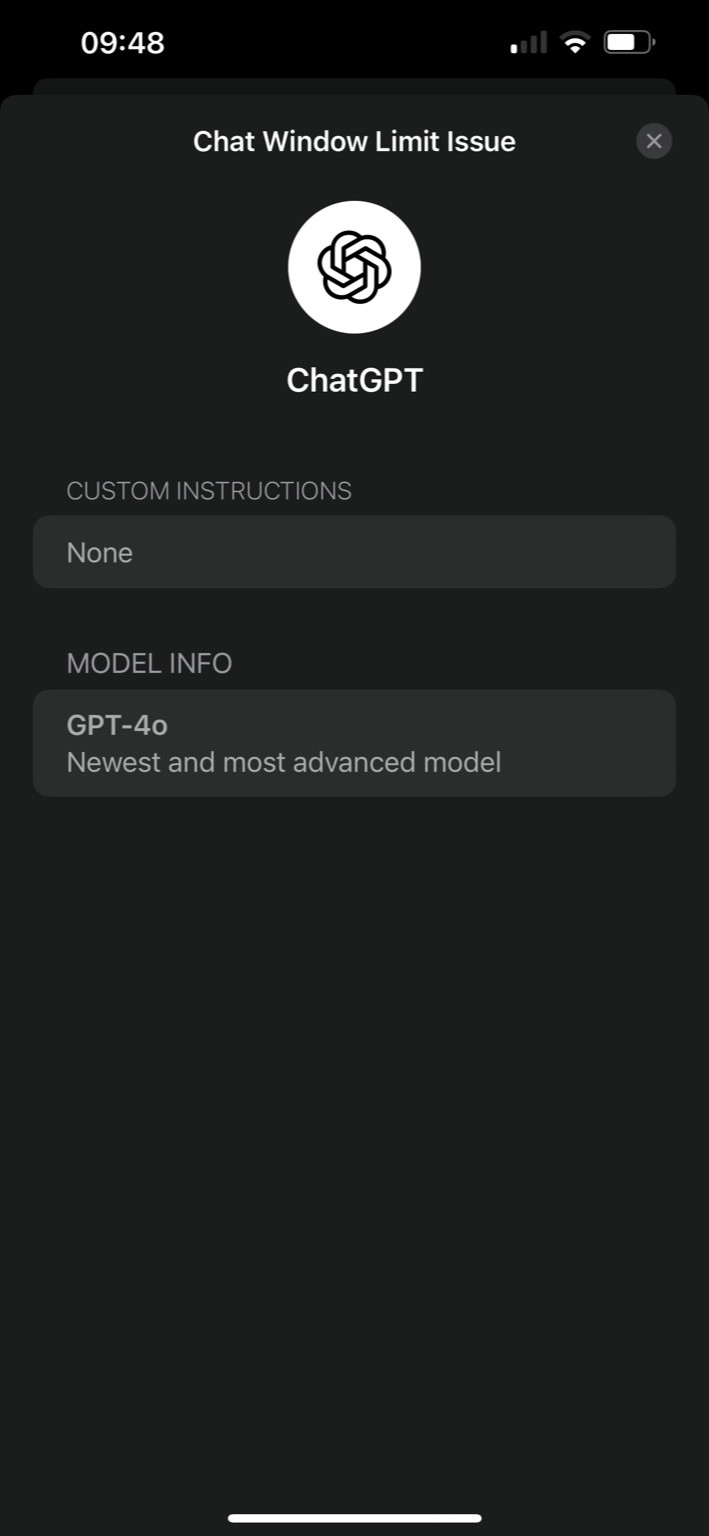 09:48
Chat Window Limit Issue
ChatGPT
CUSTOM INSTRUCTIONS
None
MODEL INFO
GPT-4o
Newest and most advanced model